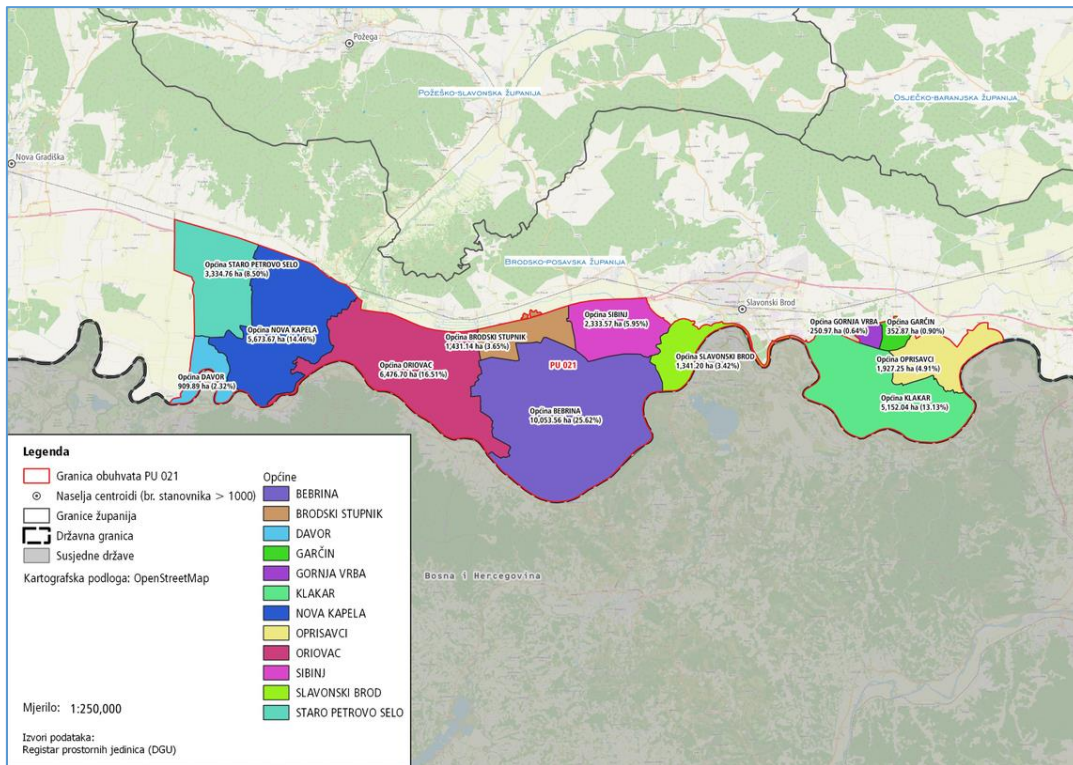 Požega
POŽEŠKO-SLAVONSKA ŽUPANIJA
OSJEČKO-BARANJSKA ŽUPANIJA
Nova Gradiška
BRODSKO-POSAVSKA ŽUPANIJA
Općina STARO PETROVO SELO
3,334.76 ha (8.50%)
Općina NOVA KAPELA
5,673.67 ha (14.46%)
Općina DAVOR
909.89 ha (2.32%)
Općina ORIOVAC
6,476.70 ha (16.51%)
Općina BRODSKI STUPNIK
1,431.14 ha (3.65%)
Općina SIBINJ
2,333.57 ha (5.95%)
PU 021
Općina BEBRINA
10,053.56 ha (25.62%)
Slavonski Brod
Općina SLAVONSKI BROD
1,341.20 ha (3.42%)
Općina GORNJA VRBA
250.97 ha (0.64%)
Općina GARČIN
352.87 ha (0.90%)
Općina OPRISAVCI
1,927.25 ha (4.91%)
Općina KLAKAR
5,152.04 ha (13.13%)
Bosna i Hercegovina
Legenda
Granica obuhvata PU 021
Naselja centroidi (br. stanovnika > 1000)
Granice županija
Državna granica
Susjedne države
Kartografska podloga: OpenStreetMap
Općine
BEBRINA
BRODSKI STUPNIK
DAVOR
GARČIN
GORNJA VRBA
KLAKAR
NOVA KAPELA
OPRISAVCI
ORIOVAC
SIBINJ
SLAVONSKI BROD
STARO PETROVO SELO
Mjerilo: 1:250,000
Izvori podataka:
Registar prostornih jedinica (DGU)